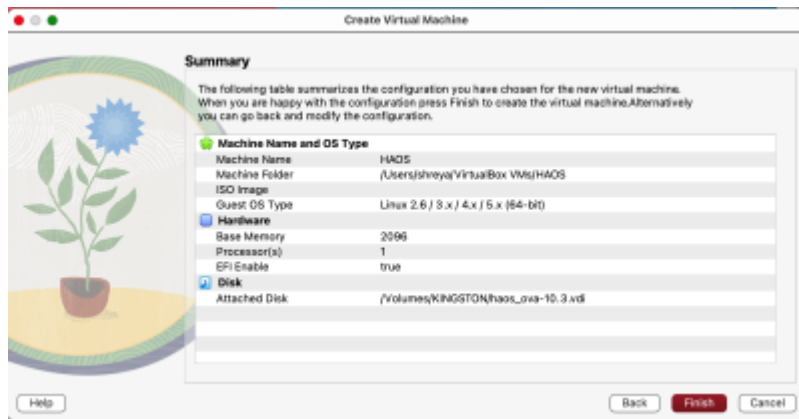 Create Virtual Machine
Summary
The following table summarizes the configuration you have chosen for the new virtual machine.
When you are happy with the configuration press Finish to create the virtual machine.Alternatively
you can go back and modify the configuration.
Machine Name and OS Type
Machine Name HAOS
Machine Folder /Users/shreya/VirtualBox VMs/HAOS
ISO Image
Guest OS Type Linux 2.6 / 3.x / 4.x / 5.x (64-bit)
Hardware
Base Memory 2096
Processor(s) 1
EFI Enable true
Disk
Attached Disk /Volumes/KINGSTON/haos_ova-10.3.vdi
Help Back Finish Cancel